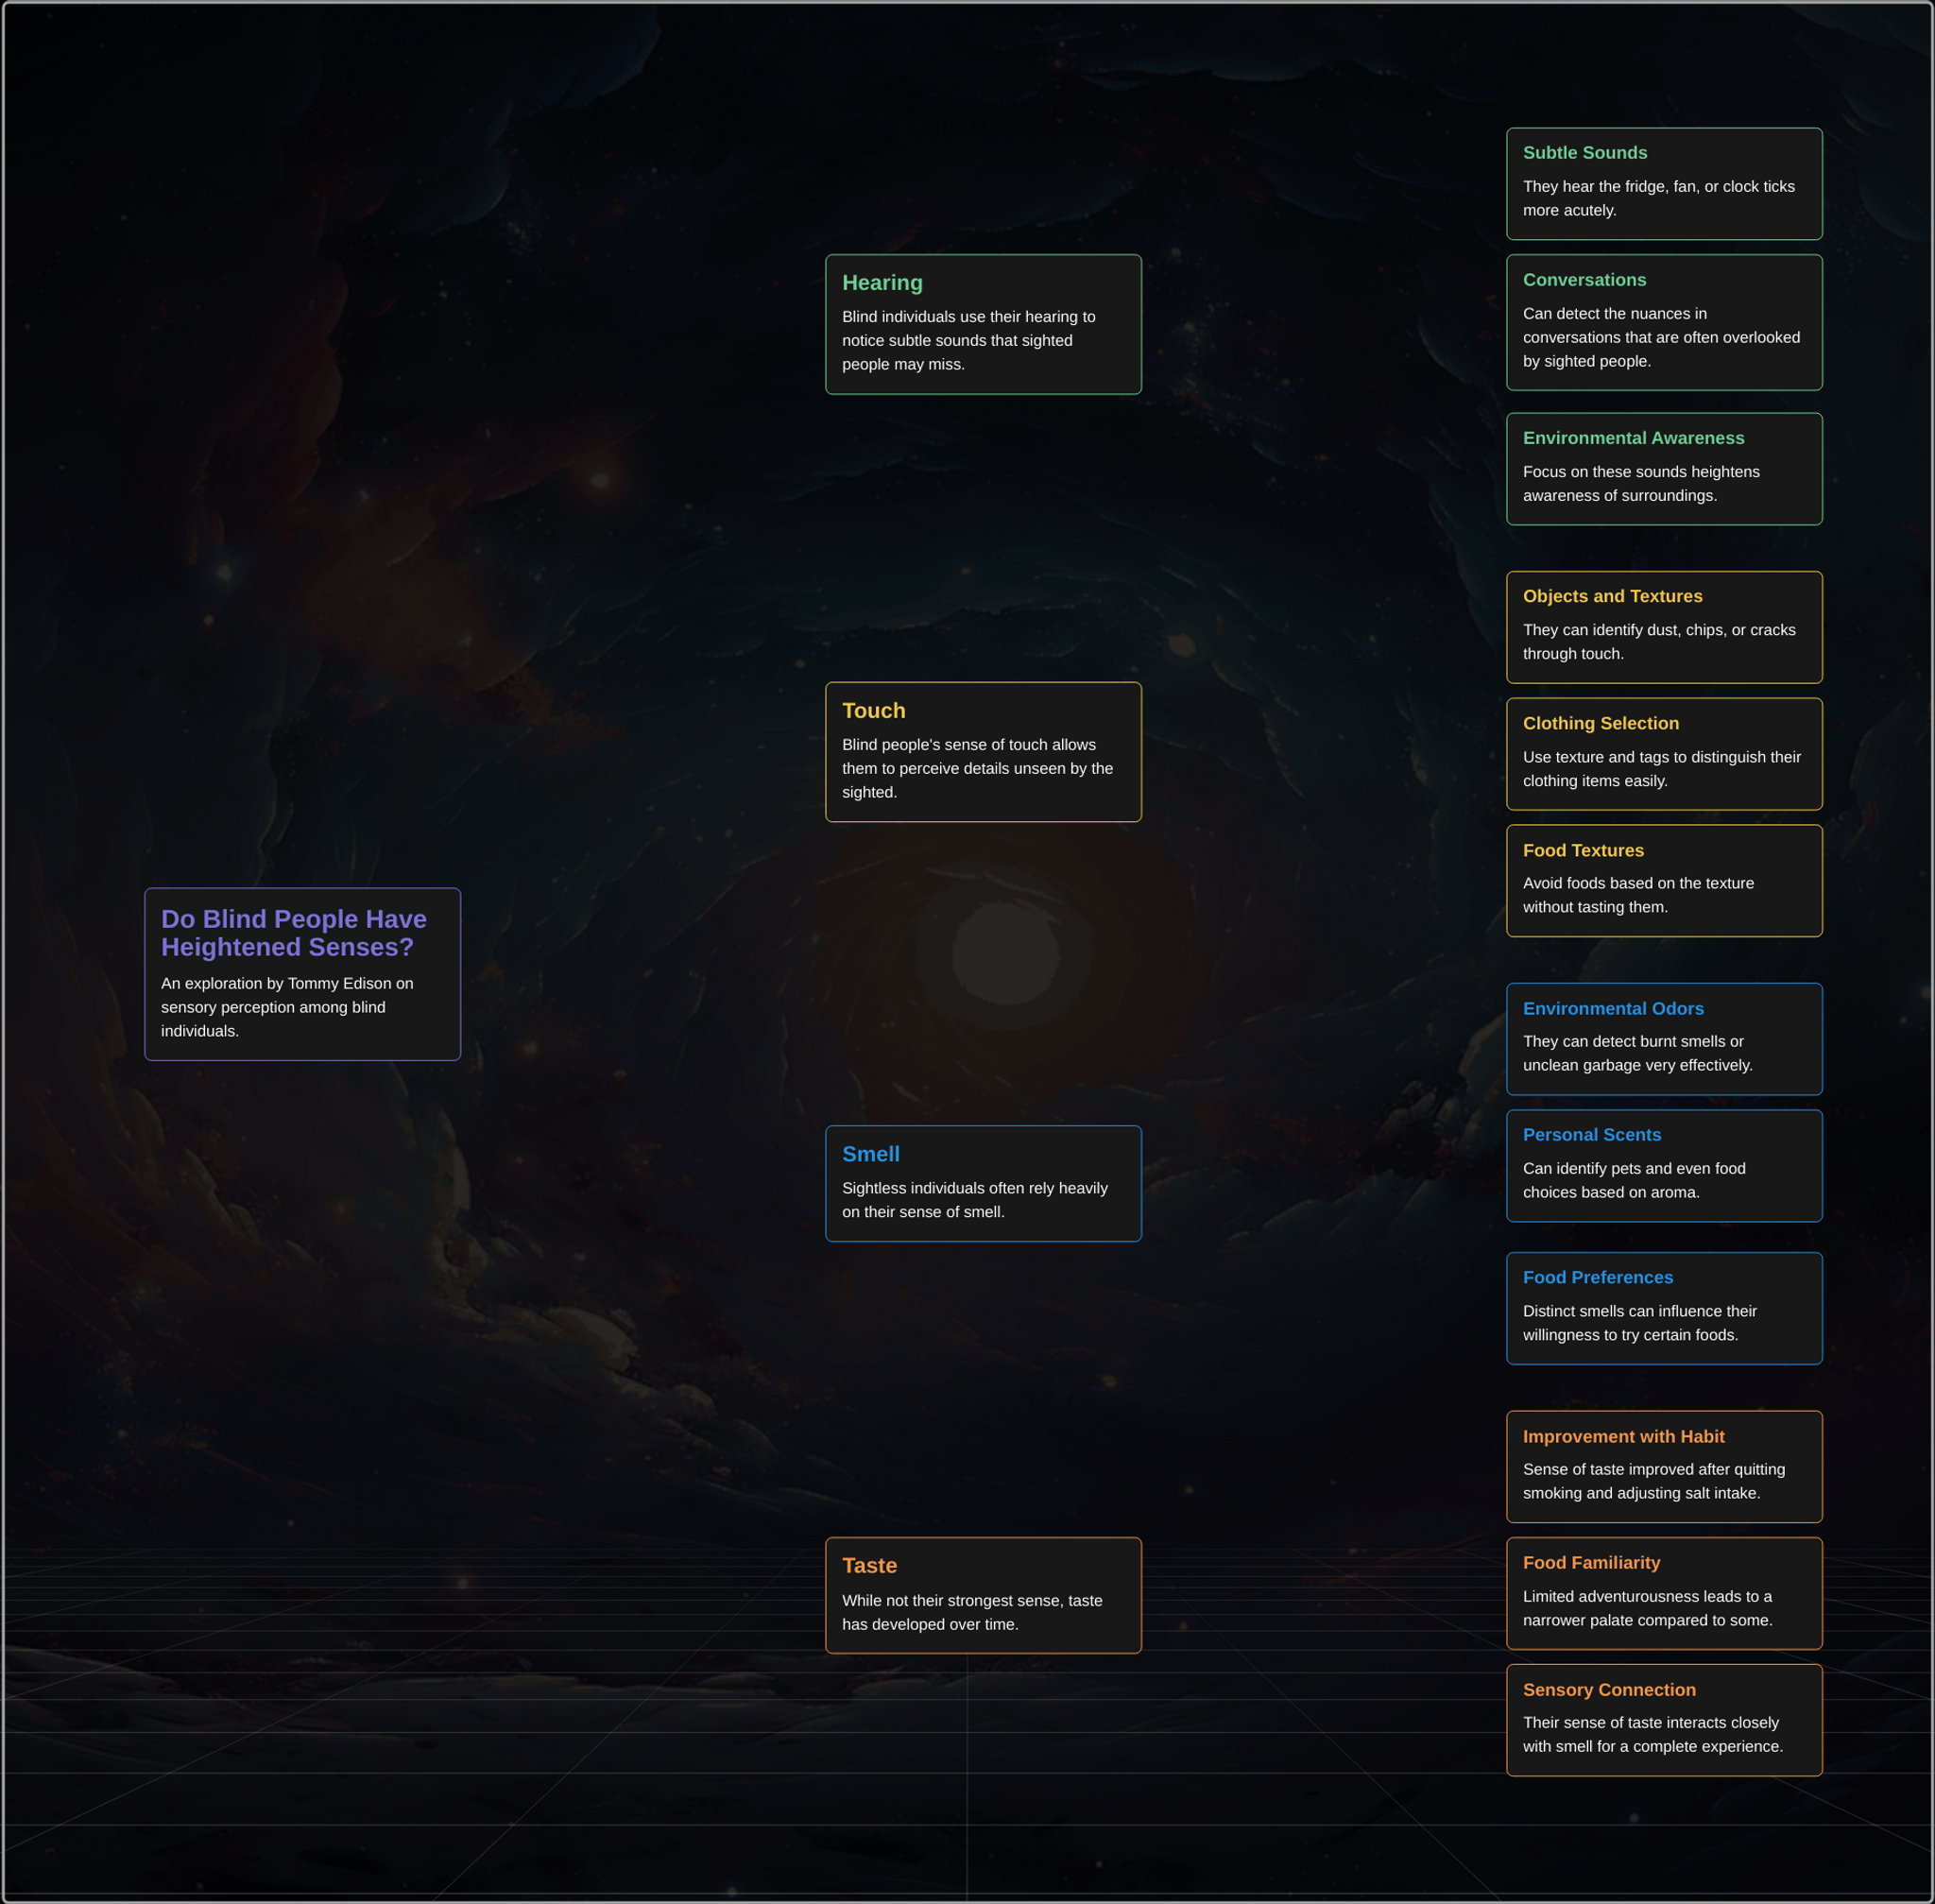 Do Blind People Have
Heightened Senses?
An exploration by Tommy Edison on
sensory perception among blind
individuals.
Hearing
Blind individuals use their hearing to
notice subtle sounds that sighted
people may miss.
Subtle Sounds
They hear the fridge, fan, or clock ticks
more acutely.
Conversations
Can detect the nuances in
conversations that are often overlooked
by sighted people.
Environmental Awareness
Focus on these sounds heightens
awareness of surroundings.
Touch
Blind people's sense of touch allows
them to perceive details unseen by the
sighted.
Objects and Textures
They can identify dust, chips, or cracks
through touch.
Clothing Selection
Use texture and tags to distinguish their
clothing items easily.
Food Textures
Avoid foods based on the texture
without tasting them.
Smell
Sightless individuals often rely heavily
on their sense of smell.
Environmental Odors
They can detect burnt smells or
unclean garbage very effectively.
Personal Scents
Can identify pets and even food
choices based on aroma.
Food Preferences
Distinct smells can influence their
willingness to try certain foods.
Taste
While not their strongest sense, taste
has developed over time.
Improvement with Habit
Sense of taste improved after quitting
smoking and adjusting salt intake.
Food Familiarity
Limited adventurousness leads to a
narrower palate compared to some.
Sensory Connection
Their sense of taste interacts closely
with smell for a complete experience.